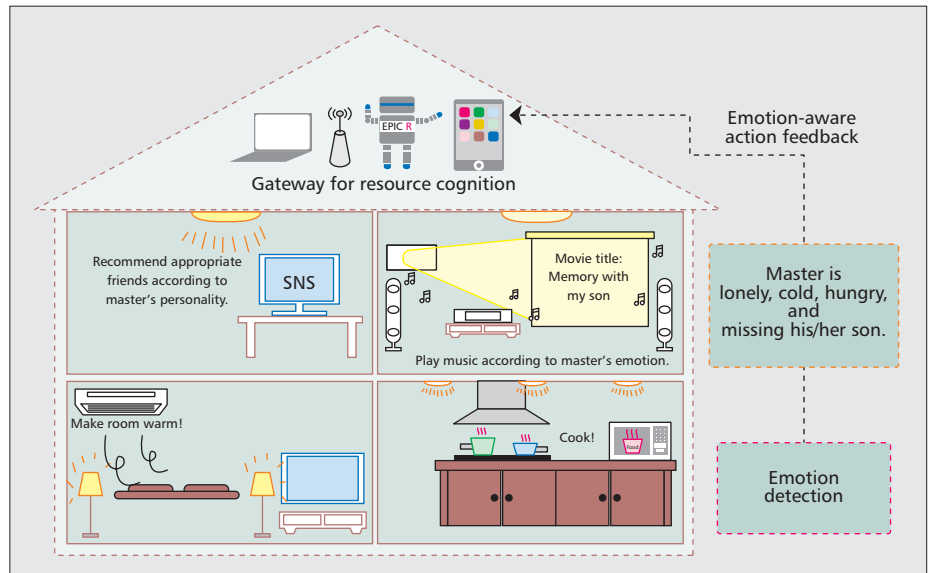 EPIC R
Gateway for resource cognition
Emotion-aware
action feedback
Recommend appropriate
friends according to
master's personality.
SNS
Movie title:
Memory with
my son
Play music according to master's emotion.
Master is
lonely, cold, hungry,
and
missing his/her son.
Make room warm!
Cook!
Food
Emotion
detection